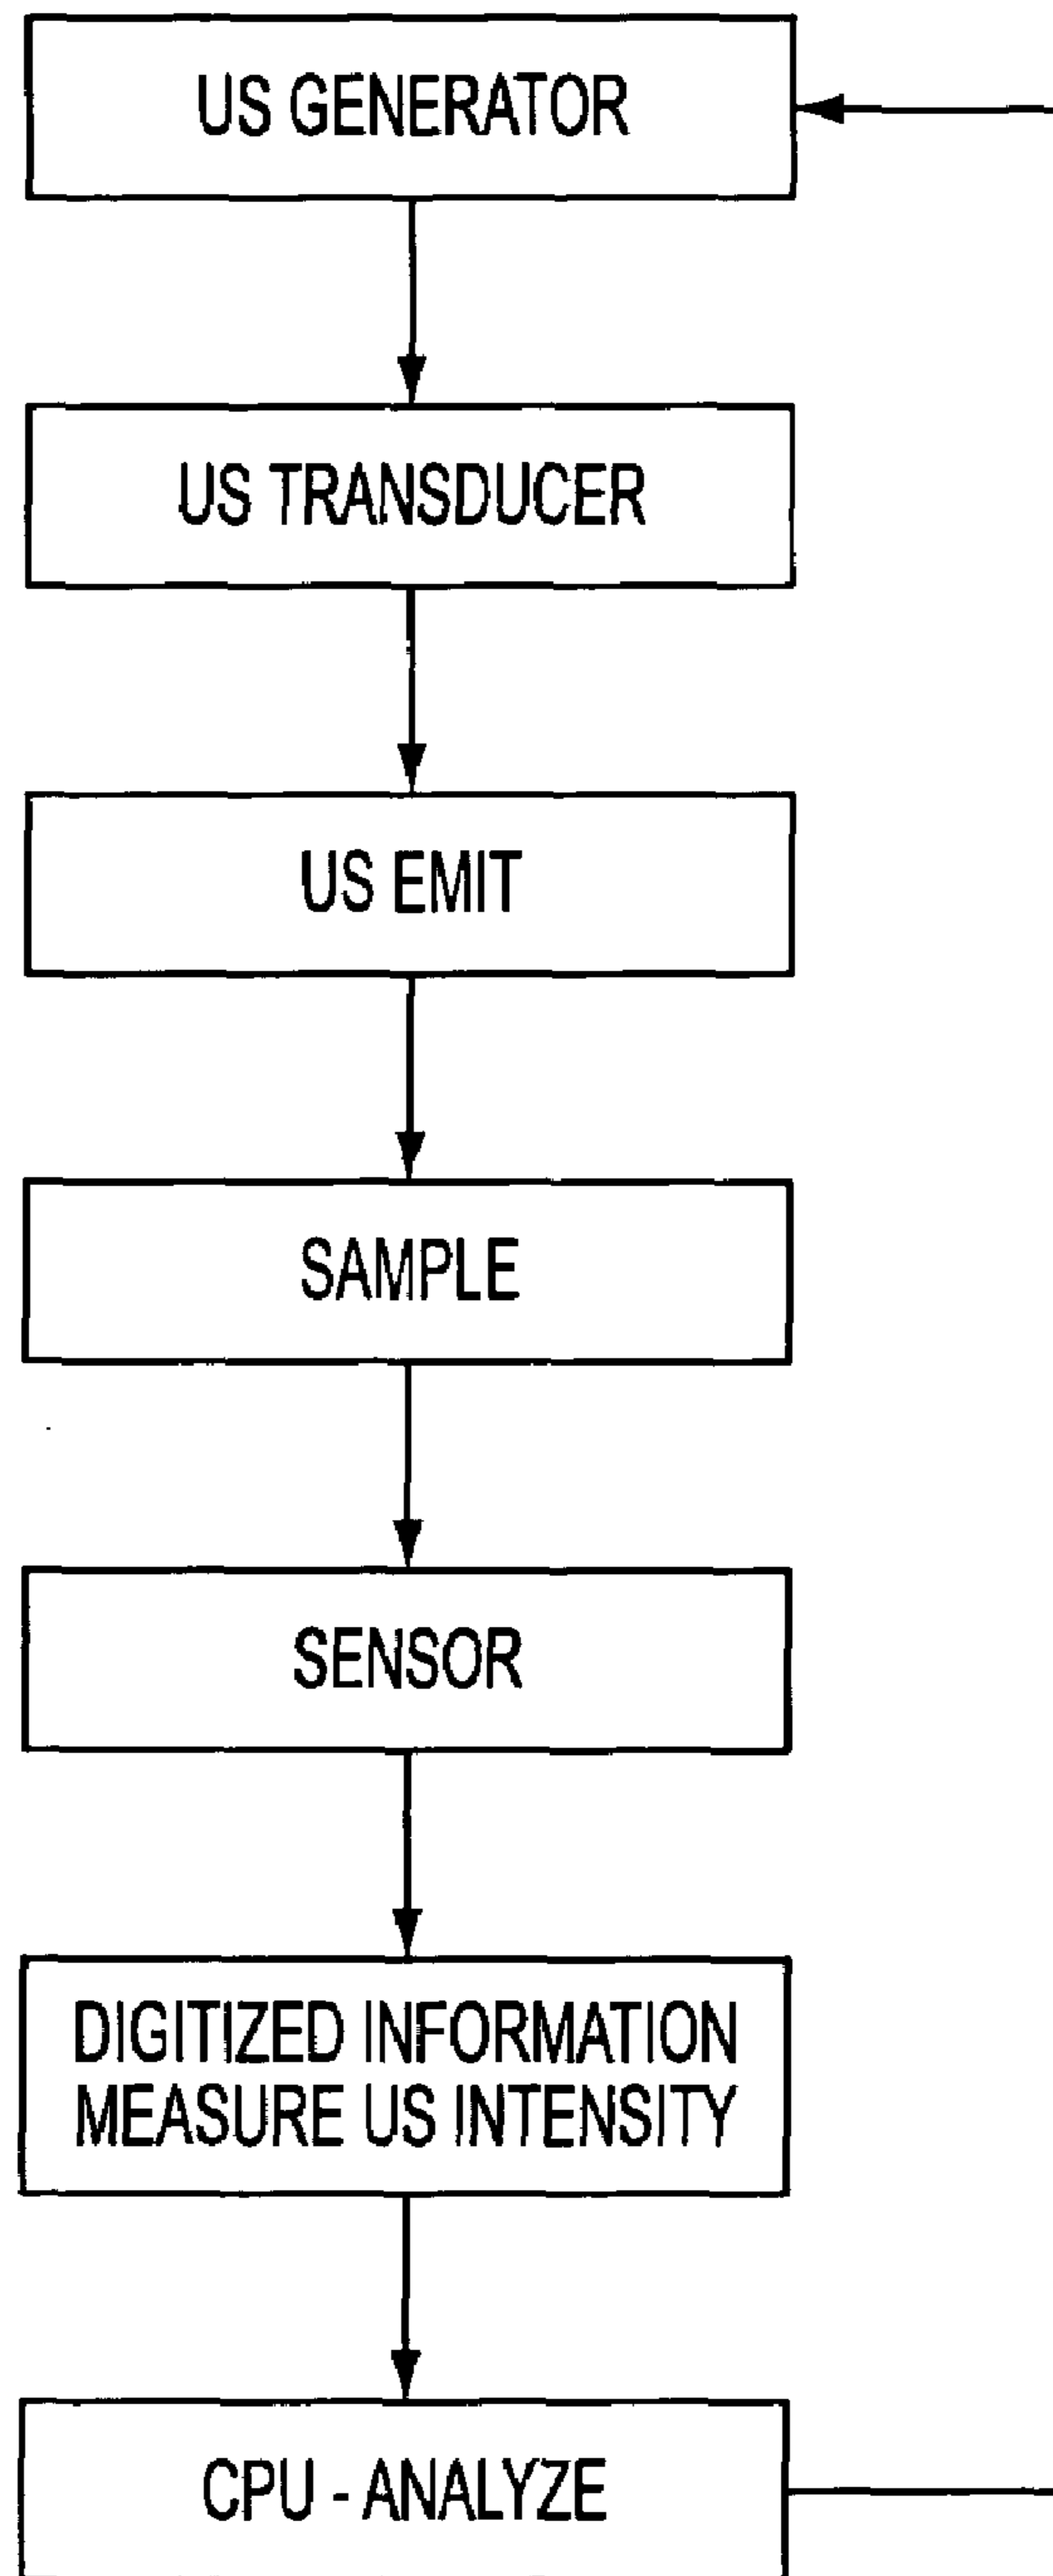 US GENERATOR
US TRANSDUCER
US EMIT
SAMPLE
SENSOR
DIGITIZED INFORMATION
MEASURE US INTENSITY
CPU - ANALYZE